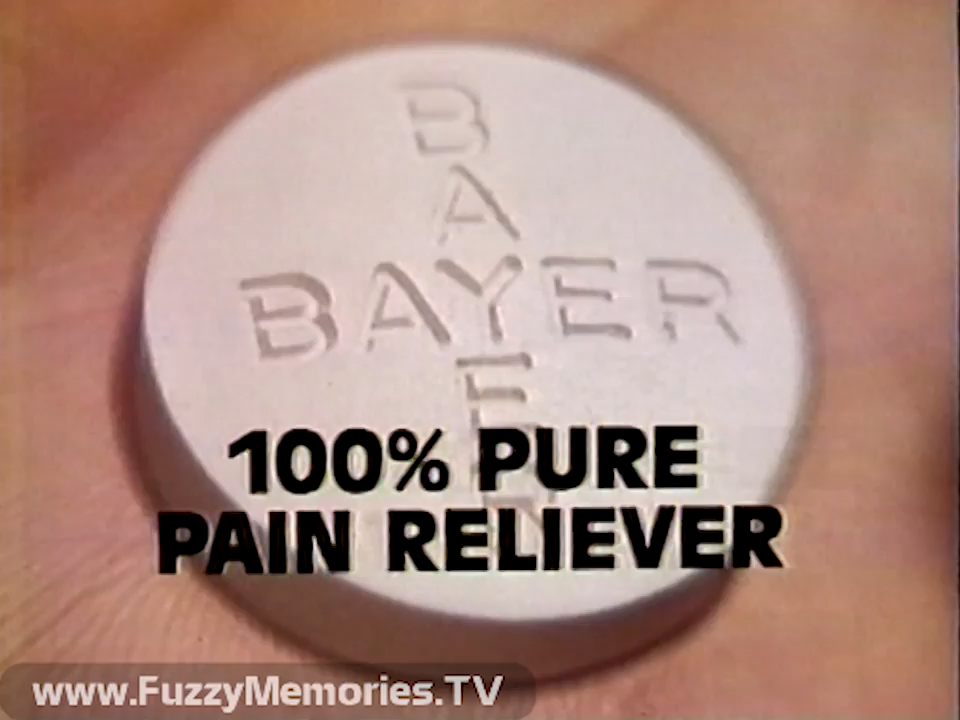 B
A
BAYER
E
R
100% PURE
PAIN RELIEVER
www.FuzzyMemories.TV